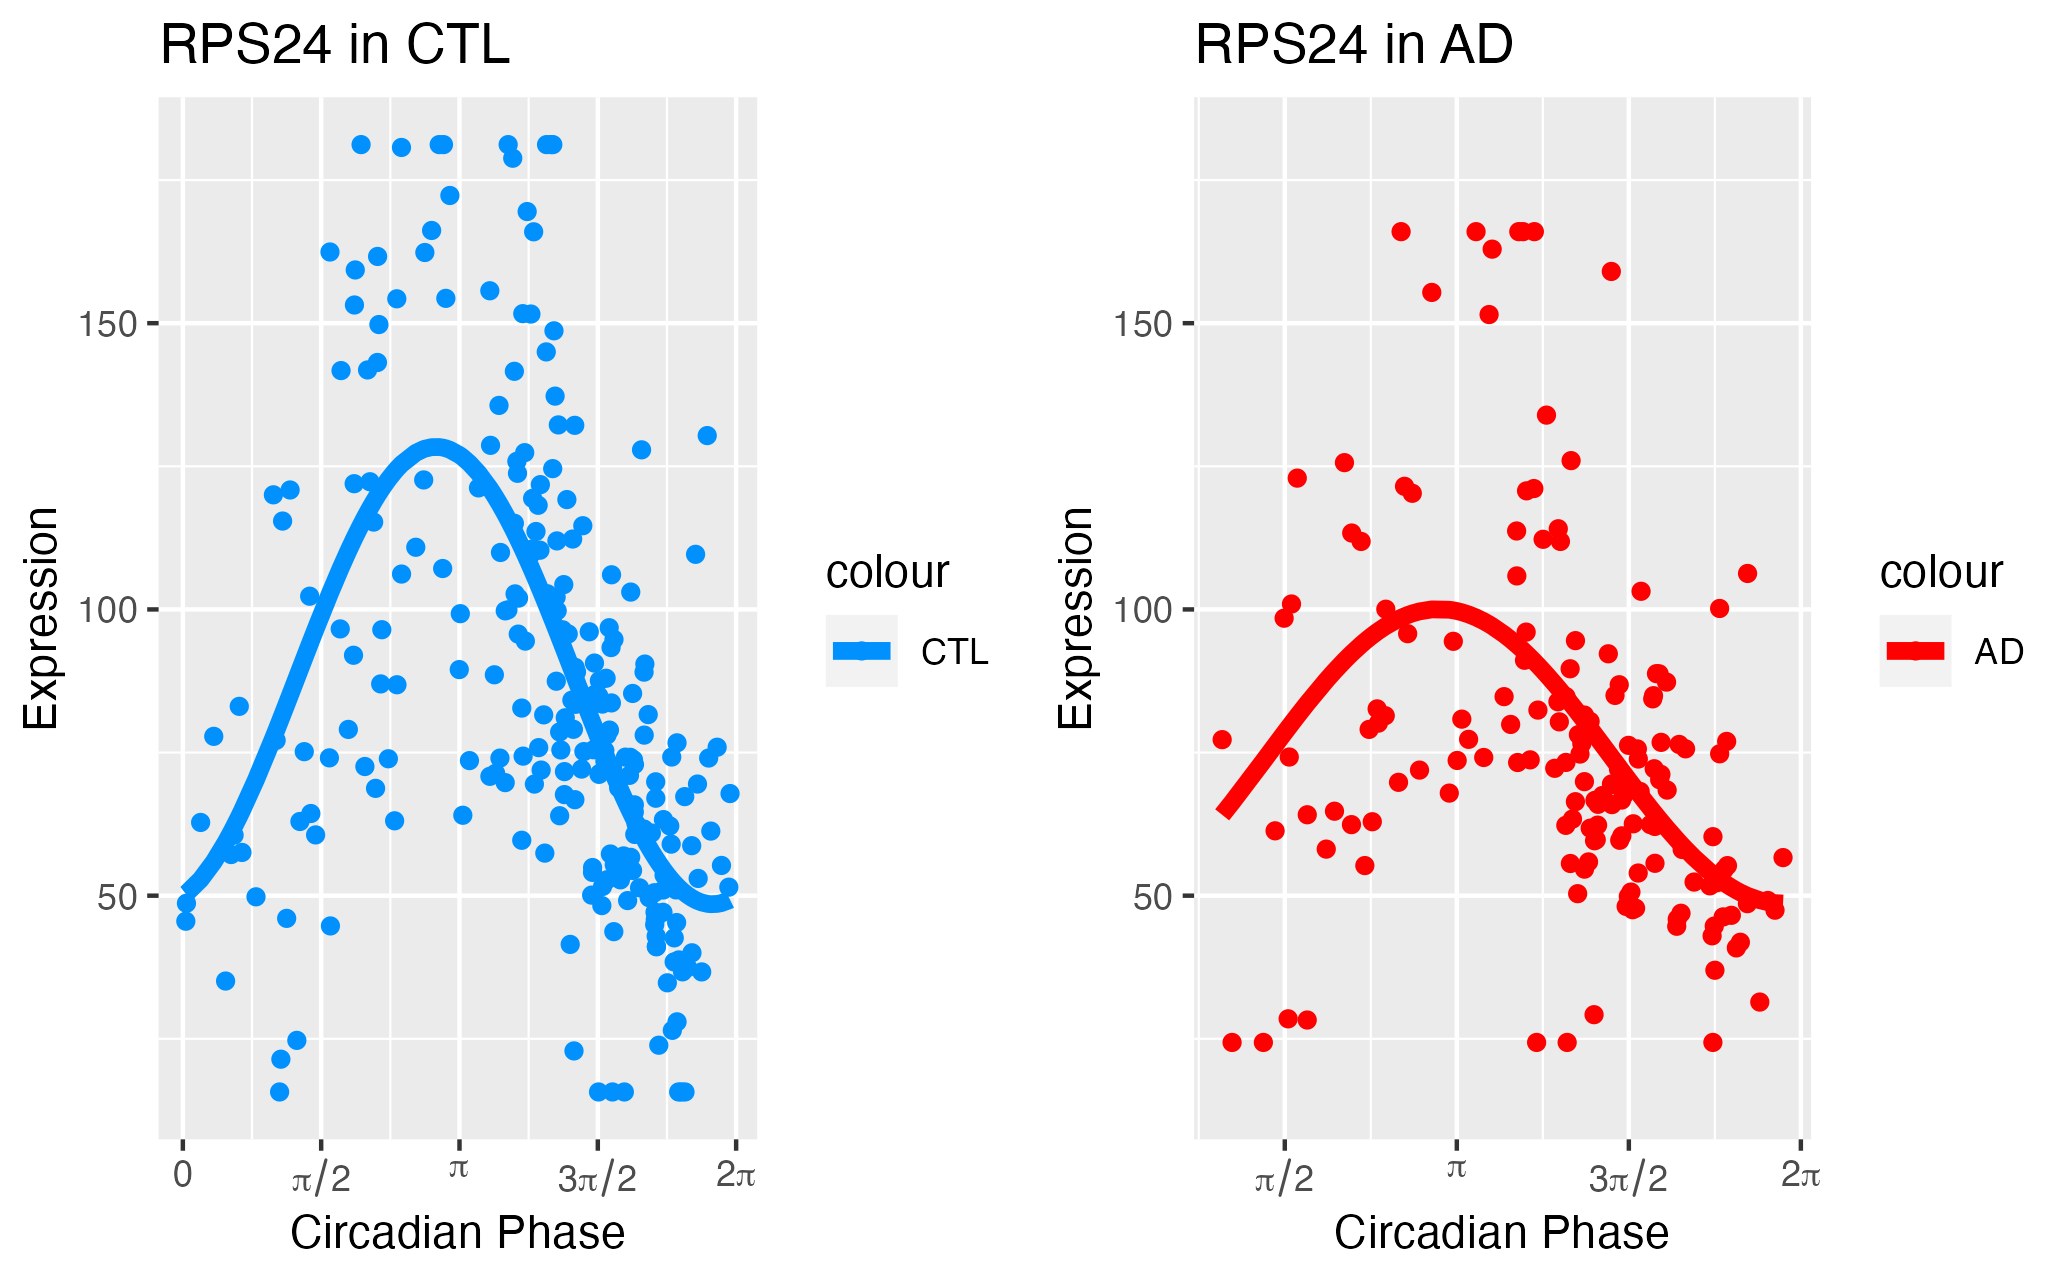 RPS24 in CTL
Expression
150
100
50
0
π/2
π
3π/2
2π
Circadian Phase
colour
CTL
RPS24 in AD
Expression
150
100
50
π/2
π
3π/2
2π
Circadian Phase
colour
AD